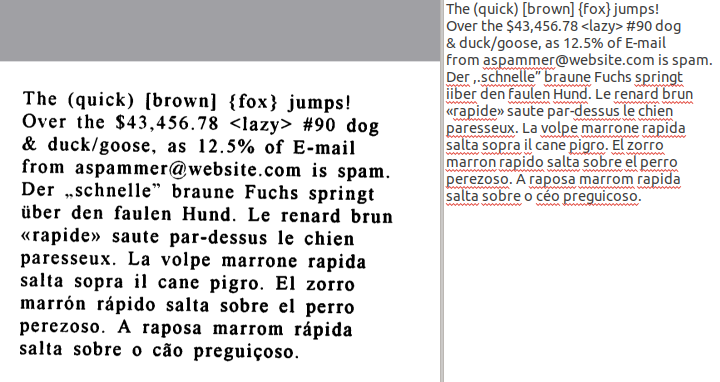 The (quick) [brown] {fox} jumps!
Over the $43,456.78 <lazy> #90 dog
& duck/goose, as 12.5% of E-mail
from aspammer@website.com is spam.
Der „schnelle” braune Fuchs springt
über den faulen Hund. Le renard brun
«rapide» saute par-dessus le chien
paresseux. La volpe marrone rapida
salta sopra il cane pigro. El zorro
marrón rápido salta sobre el perro
perezoso. A raposa marrom rápida
salta sobre o cão preguiçoso.
The (quick) [brown] {fox} jumps!
Over the $43,456.78 <lazy> #90 dog
& duck/goose, as 12.5% of E-mail
from aspammer@website.com is spam.
Der ,.schnelle” braune Fuchs springt
iiber den faulen Hund. Le renard brun
«rapide» saute par-dessus le chien
paresseux. La volpe marrone rapida
salta sopra il cane pigro. El zorro
marron rapido salta sobre el perro
perezoso. A raposa marrom rapida
salta sobre o céo preguicoso.